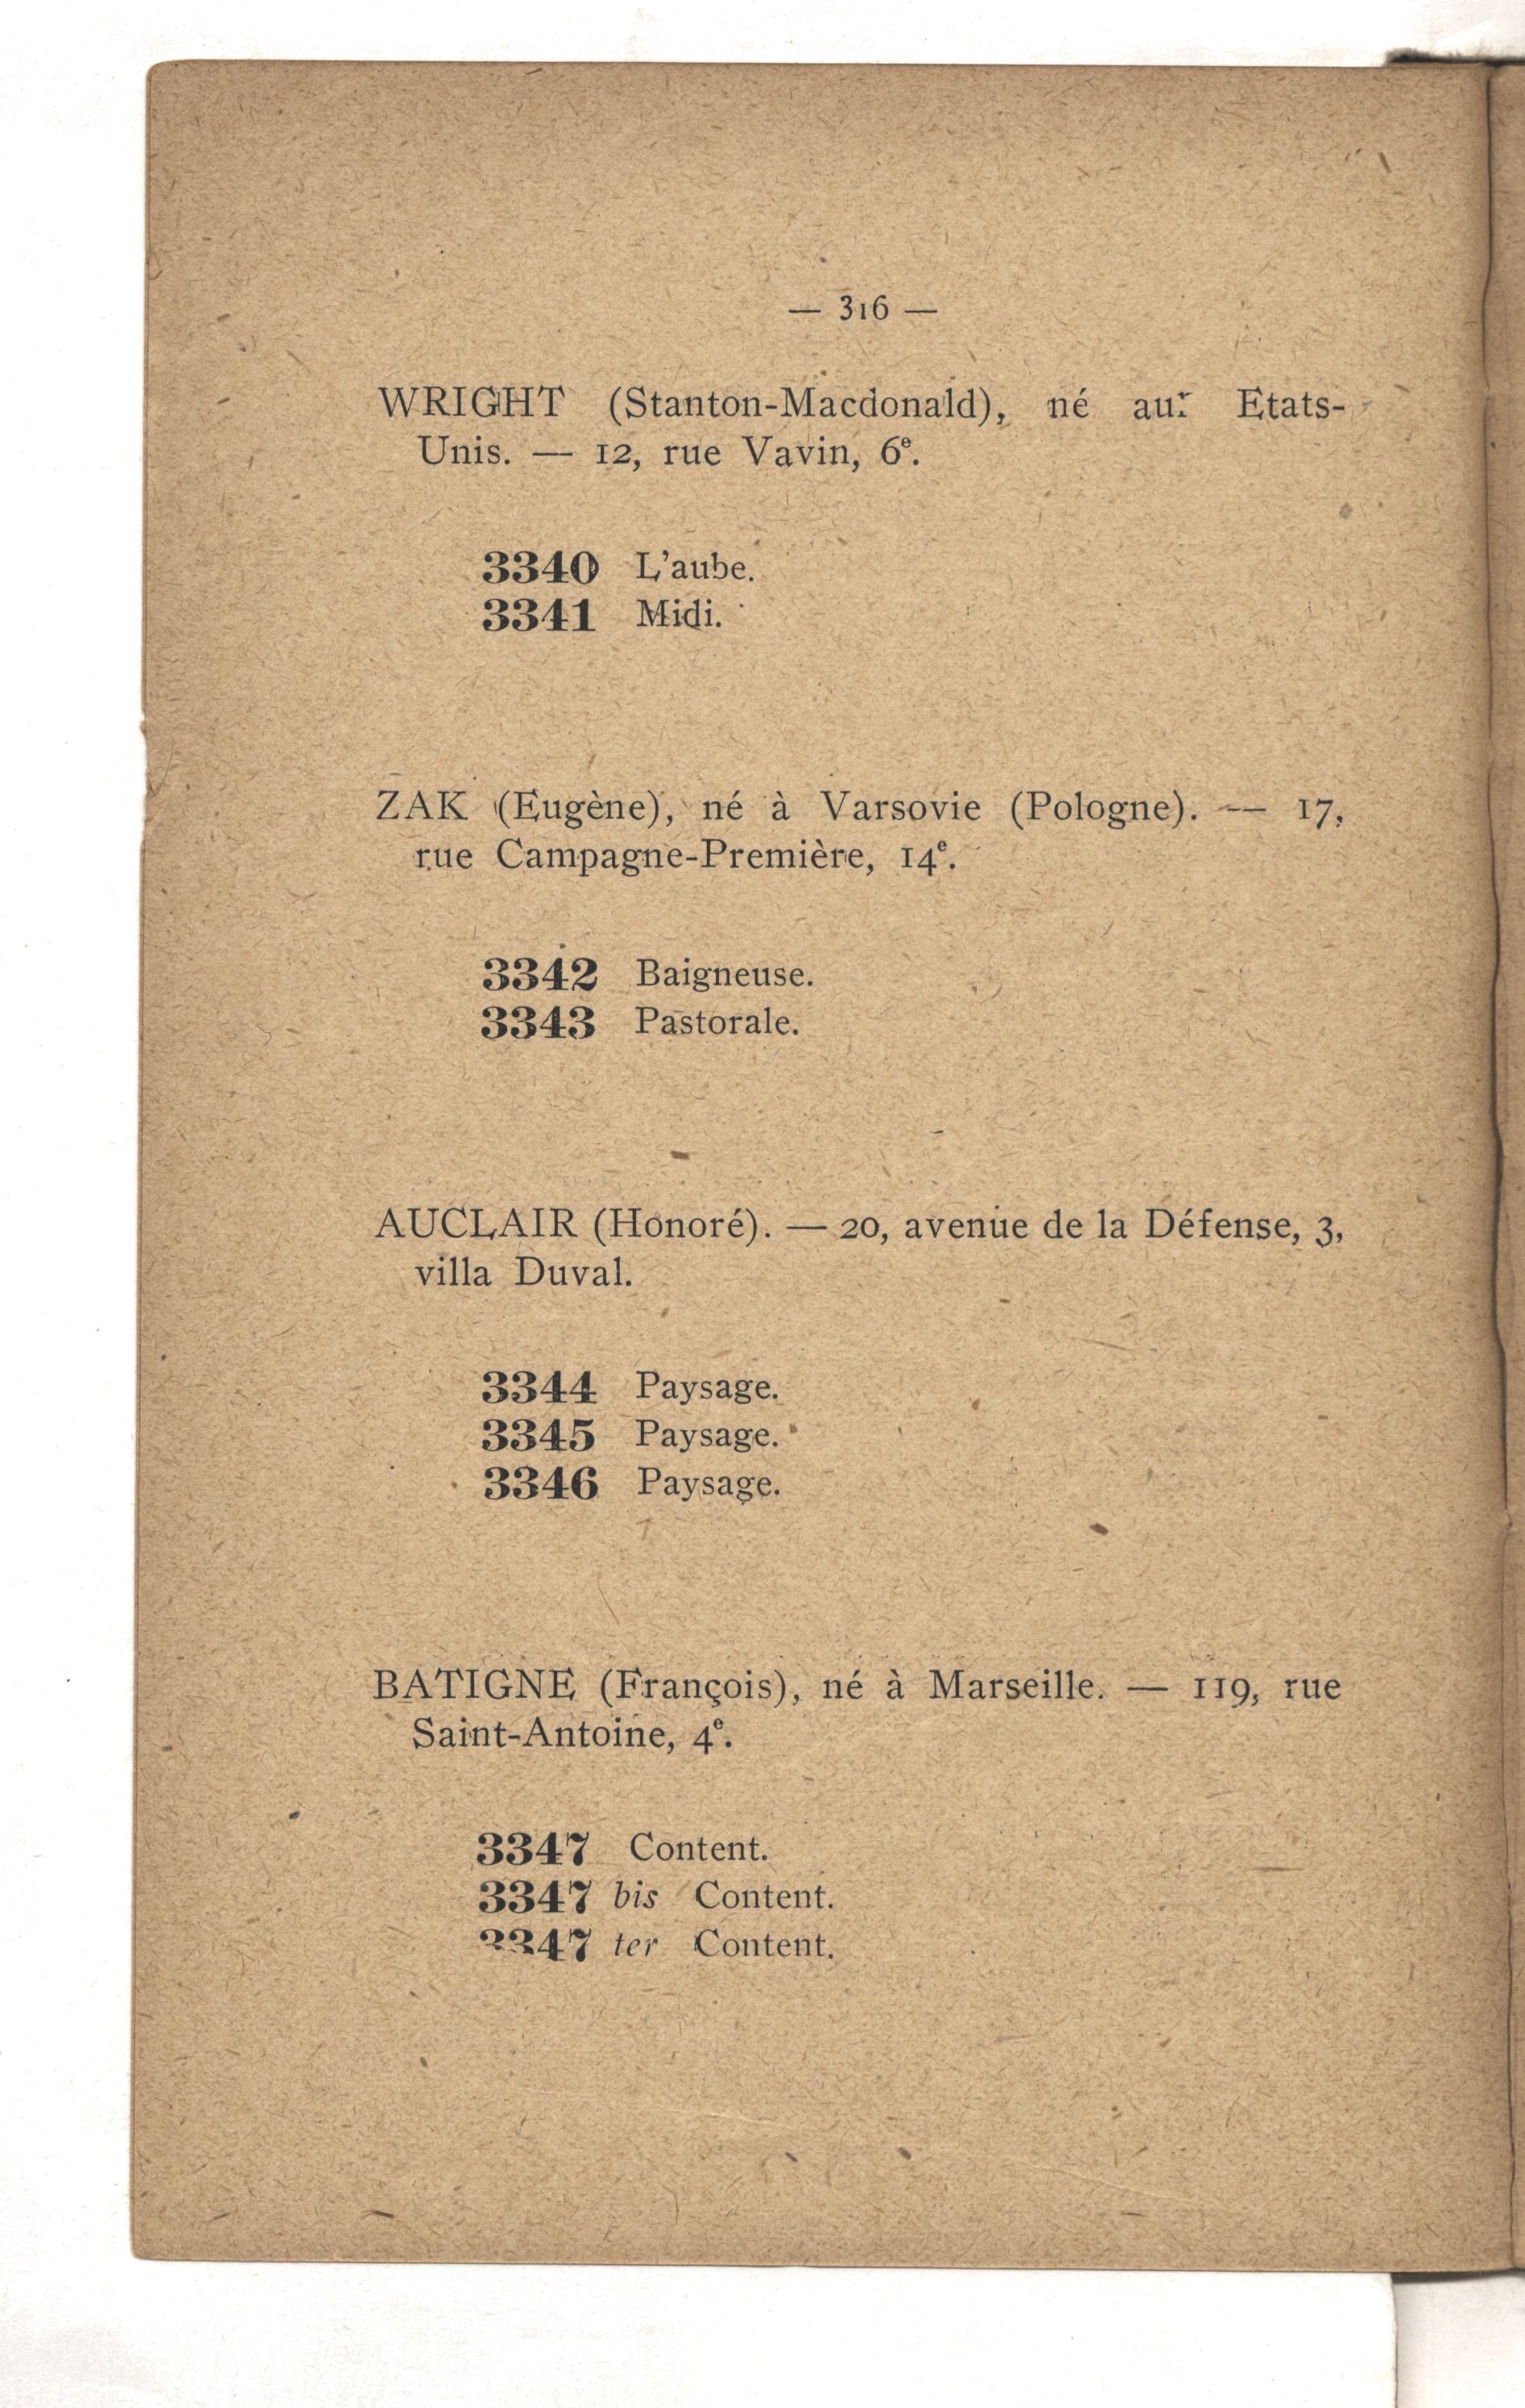 — 316 —
WRIGHT (Stanton-Macdonald), né aux Etats-
Unis. — 12, rue Vavin, 6e.
3340 L'aube.
3341 Midi.
ZAK (Eugène), né à Varsovie (Pologne). — 17,
rue Campagne-Première, 14e.
3342 Baigneuse.
3343 Pastorale.
AUCLAIR (Honoré). — 20, avenue de la Défense, 3,
villa Duval.
3344 Paysage.
3345 Paysage.
3346 Paysage.
BATIGNE (François), né à Marseille. — 119, rue
Saint-Antoine, 4e.
3347 Content.
3347 bis Content.
3347 ter Content.